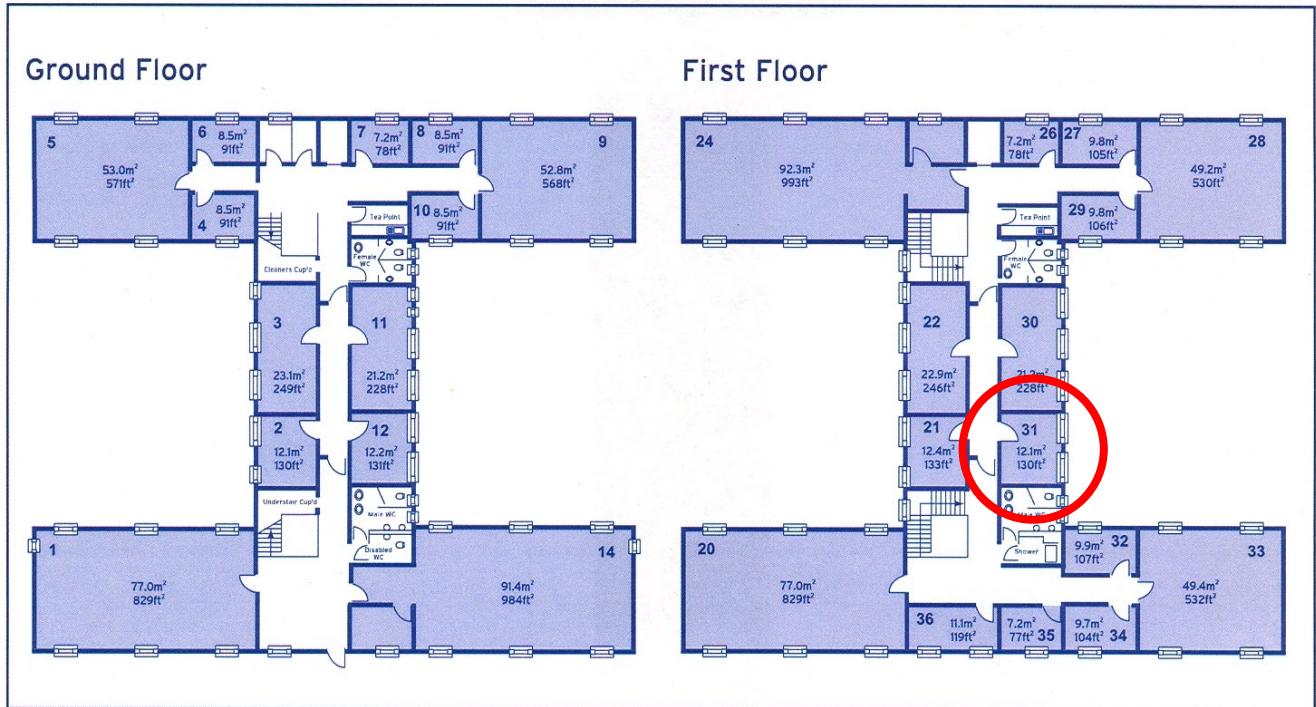 Ground Floor
5
53.0m²
571ft²
6
8.5m²
91ft²
4
8.5m²
91ft²
7
7.2m²
78ft²
8
8.5m²
91ft²
9
52.8m²
568ft²
10
8.5m²
91ft²
Tea Point
Female
WC
Cleaners Cup'd
3
23.1m²
249ft²
11
21.2m²
228ft²
2
12.1m²
130ft²
12
12.2m²
131ft²
Understair Cup'd
Male WC
Disabled
WC
1
77.0m²
829ft²
14
91.4m²
984ft²
First Floor
24
92.3m²
993ft²
26
7.2m²
78ft²
27
9.8m²
105ft²
28
49.2m²
530ft²
29
9.8m²
106ft²
Tea Point
Female
WC
22
22.9m²
246ft²
30
21.2m²
228ft²
21
12.4m²
133ft²
31
12.1m²
130ft²
Male WC
Shower
20
77.0m²
829ft²
32
9.9m²
107ft²
33
49.4m²
532ft²
36
11.1m²
119ft²
35
7.2m²
77ft²
34
9.7m²
104ft²